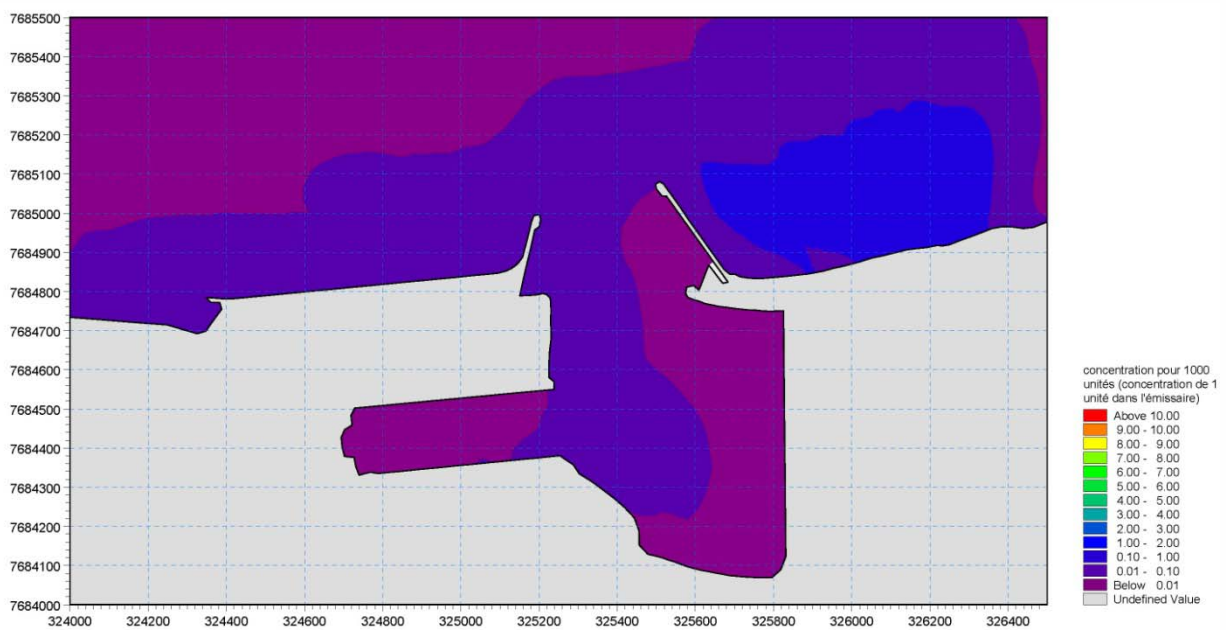 7685500
7685400
7685300
7685200
7685100
7685000
7684900
7684800
7684700
7684600
7684500
7684400
7684300
7684200
7684100
7684000
324000 324200 324400 324600 324800 325000 325200 325400 325600 325800 326000 326200 326400
concentration pour 1000
unités (concentration de 1
unité dans l'émissaire)
Above 10.00
9.00 - 10.00
8.00 - 9.00
7.00 - 8.00
6.00 - 7.00
5.00 - 6.00
4.00 - 5.00
3.00 - 4.00
2.00 - 3.00
1.00 - 2.00
0.10 - 1.00
0.01 - 0.10
Below 0.01
Undefined Value